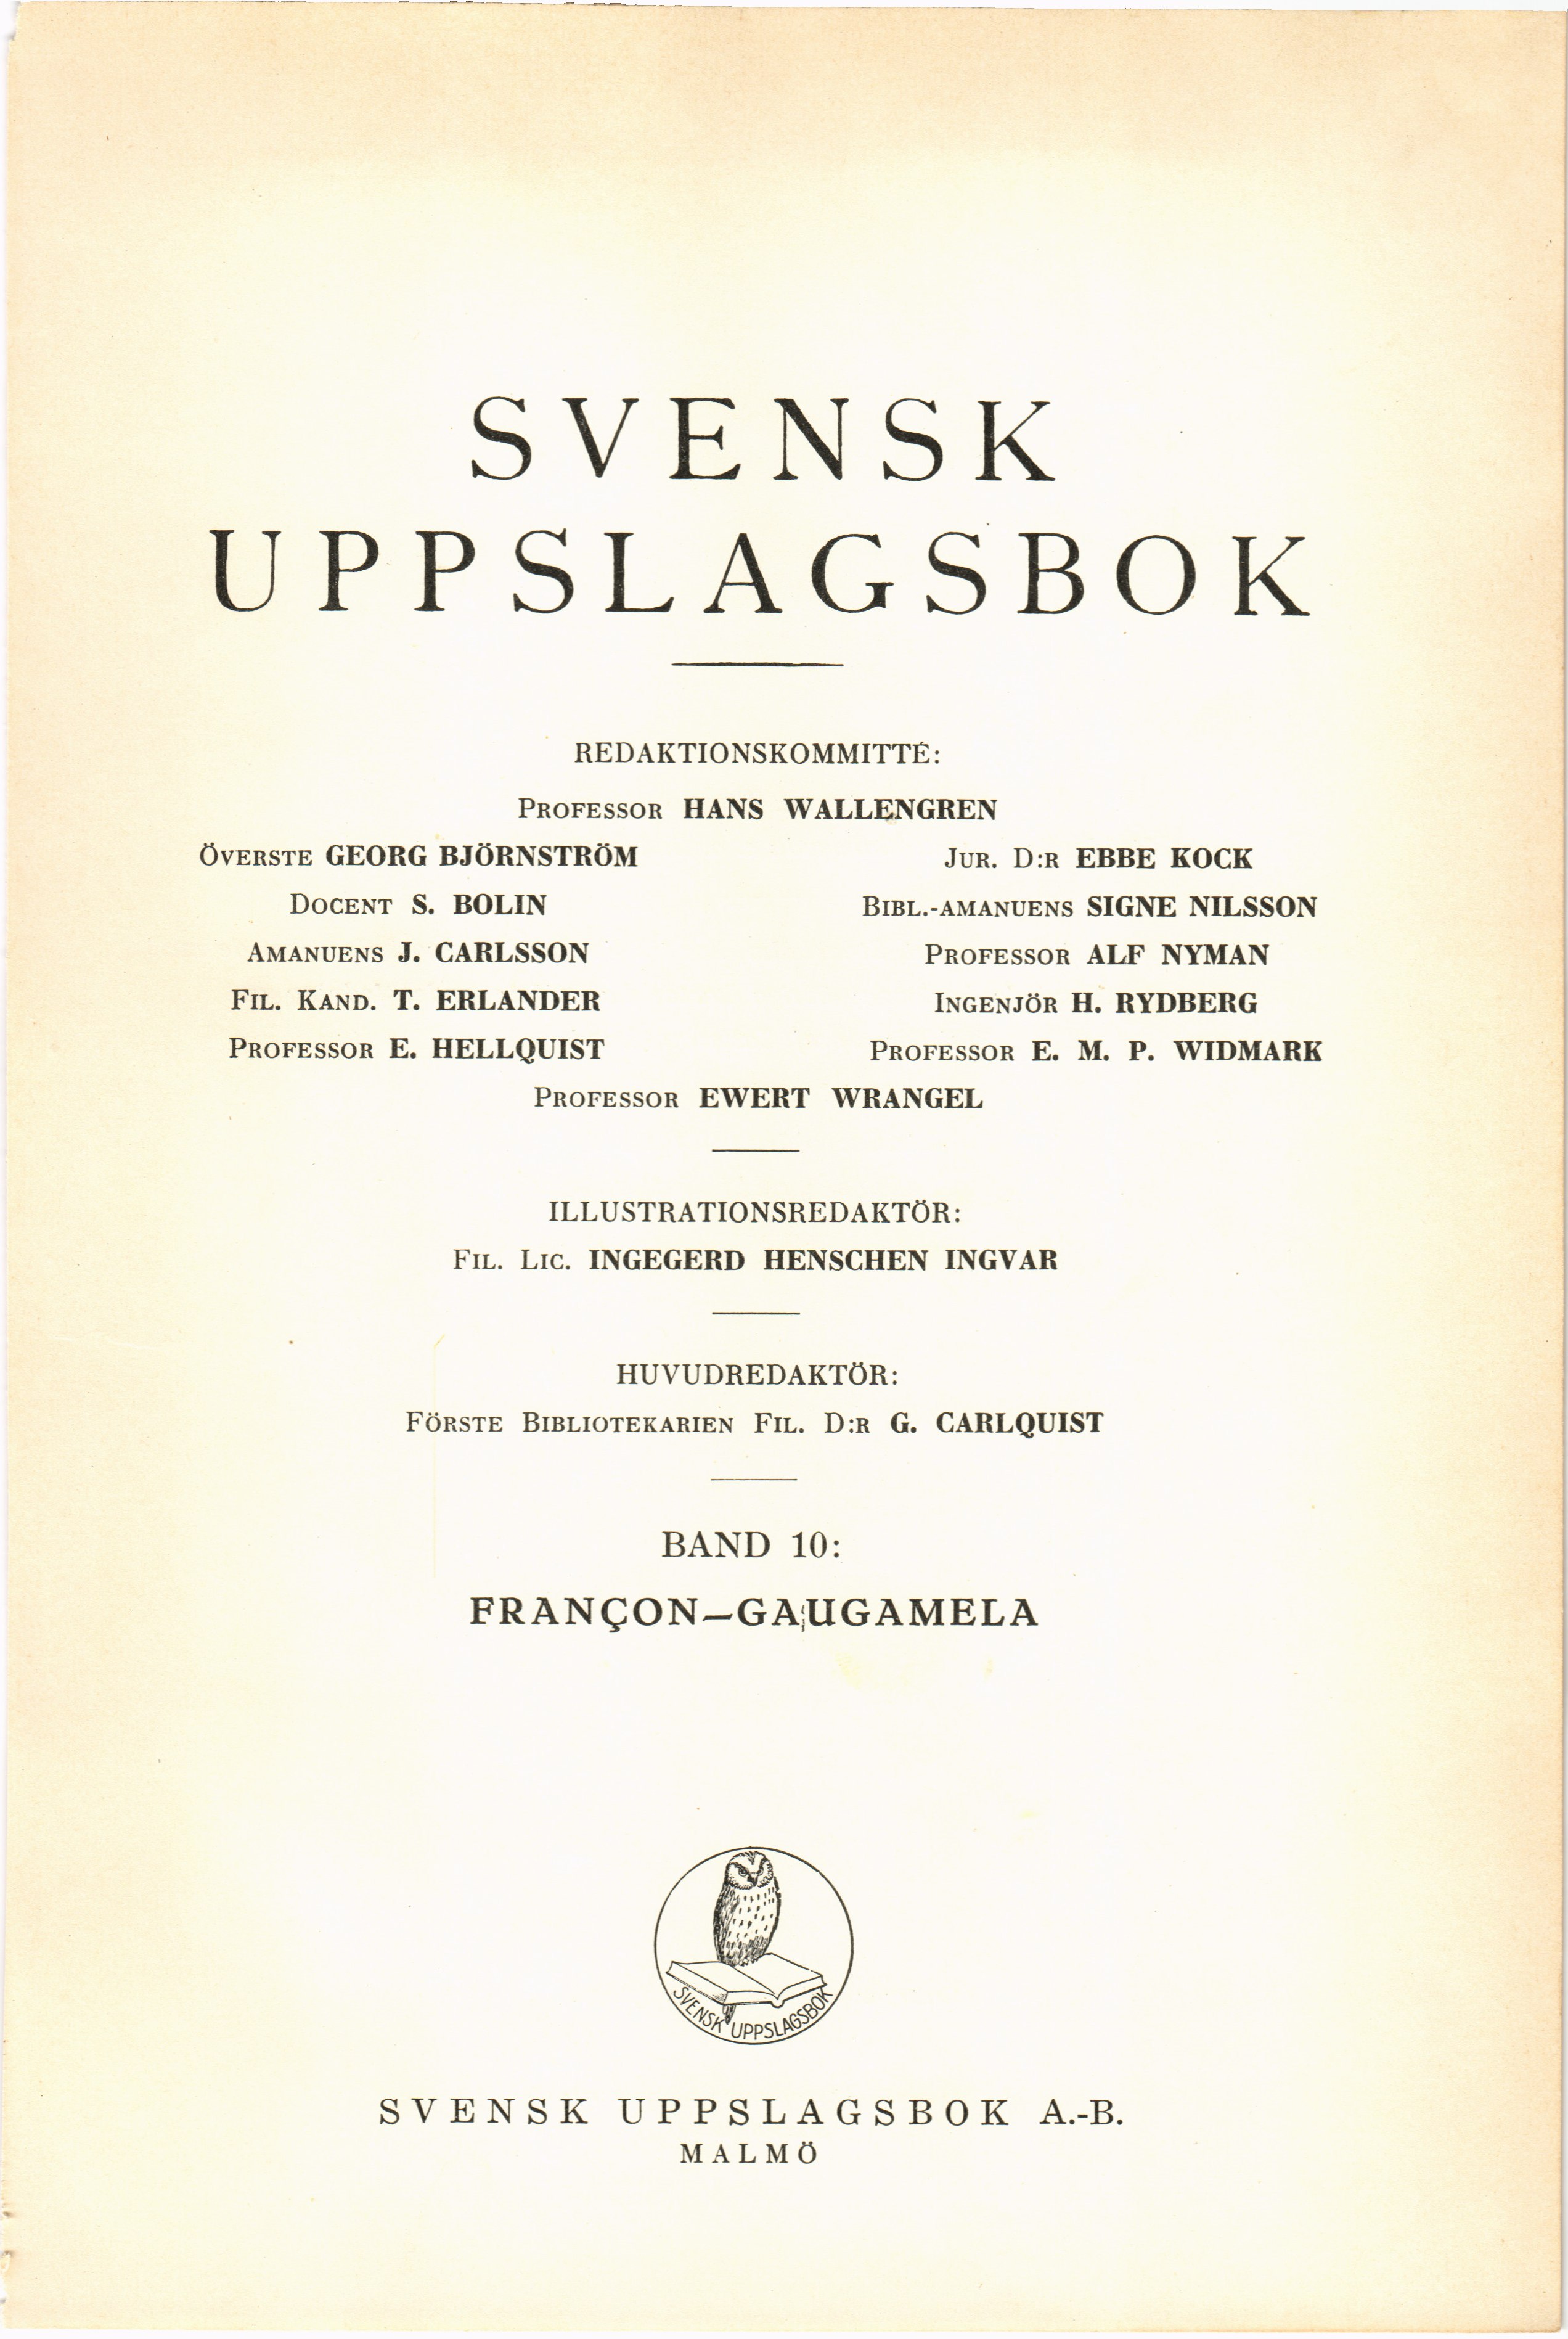 SVENSK
UPPSLAGSBOK
REDAKTIONSKOMMITTÉ:
PROFESSOR HANS WALLENGREN
ÖVERSTE GEORG BJÖRNSTRÖM
DOCENT S. BOLIN
AMANUENS J. CARLSSON
FIL. KAND. T. ERLANDER
PROFESSOR E. HELLQUIST
JUR. D:R EBBE KOCK
BIBL.-AMANUENS SIGNE NILSSON
PROFESSOR ALF NYMAN
INGENJÖR H. RYDBERG
PROFESSOR E. M. P. WIDMARK
PROFESSOR EWERT WRANGEL
ILLUSTRATIONSREDAKTÖR:
FIL. LIC. INGEGERD HENSCHEN INGVAR
HUVUDREDAKTÖR:
FÖRSTE BIBLIOTEKARIEN FIL. D:R G. CARLQUIST
BAND 10:
FRANÇON—GAUGAMELA
SVENSK UPPSLAGSBOK
SVENSK UPPSLAGSBOK A.-B.
MALMÖ